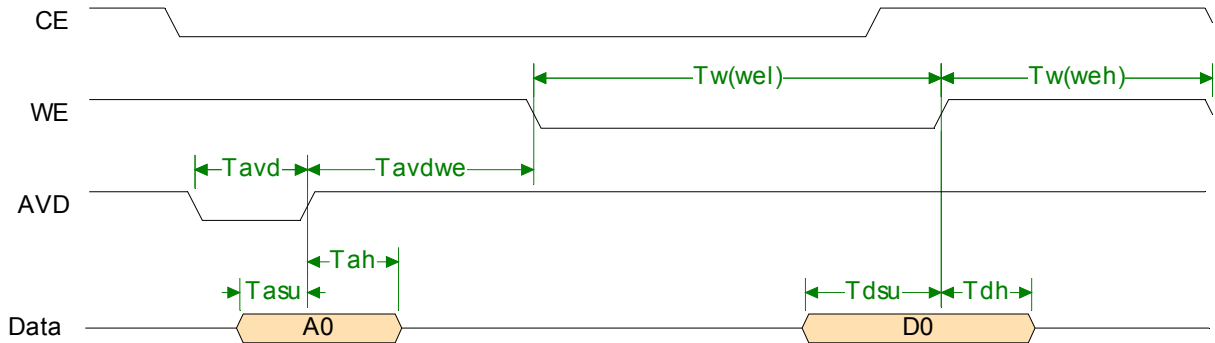 CE
Tw(wel) Tw(weh)
WE
Tavd Tavdwe
AVD
Tah
Tasu Tdsu Tdh
Data A0 D0